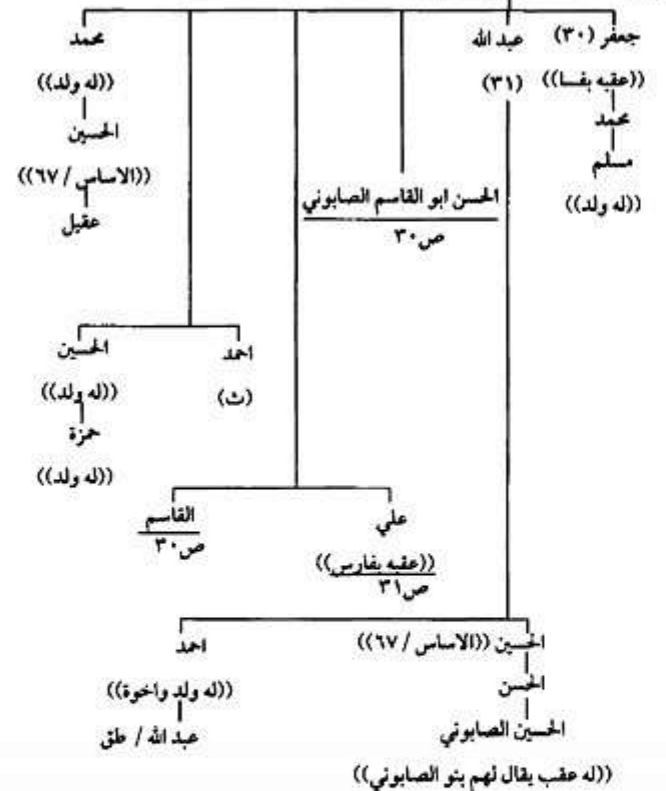 جعفر (٣٠) عبد الله محمد
((عقبه بفسا)) (٣١) ((له ولد))
محمد الحسين
مسلم ((الاساس / ٦٧))
((له ولد)) عقيل
الحسن ابو القاسم الصابوني
ص٣٠
احمد الحسين
(ث) ((له ولد))
حمزة
((له ولد))
علي القاسم
((عقبه بفارس)) ص٣٠
ص٣١
الحسين ((الاساس / ٦٧)) احمد
الحسن ((له ولد واخوة))
الحسين الصابوني عبد الله / طق
((له عقب يقال لهم بنو الصابوني))